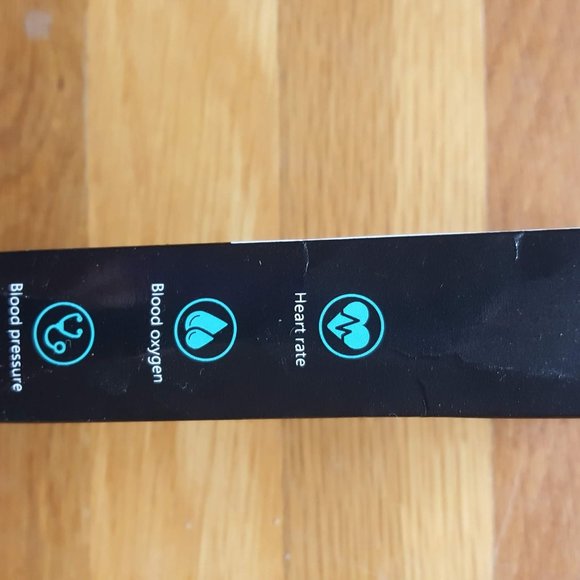 Heart rate
Blood oxygen
Blood pressure